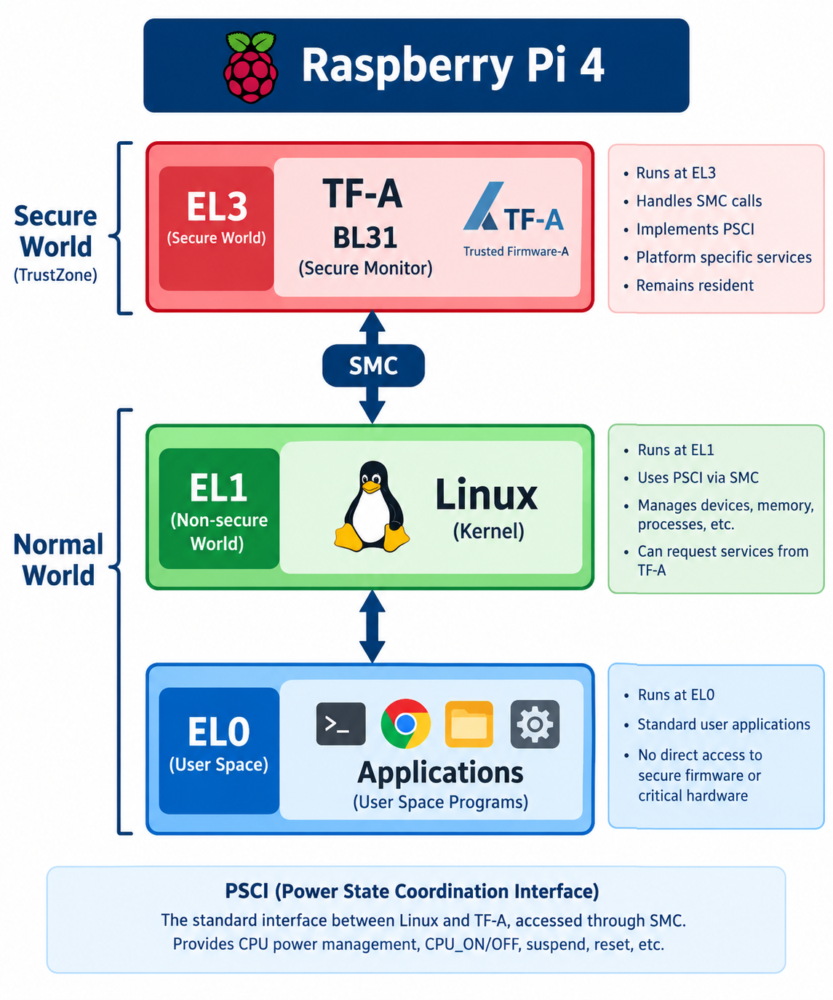 Raspberry Pi 4
Secure
World
(TrustZone)
EL3
(Secure World)
TF-A
BL31
(Secure Monitor)
TF-A
Trusted Firmware-A
• Runs at EL3
• Handles SMC calls
• Implements PSCI
• Platform specific services
• Remains resident
SMC
Normal
World
EL1
(Non-secure
World)
Linux
(Kernel)
• Runs at EL1
• Uses PSCI via SMC
• Manages devices, memory,
processes, etc.
• Can request services from
TF-A
EL0
(User Space)
>_
Applications
(User Space Programs)
• Runs at EL0
• Standard user applications
• No direct access to
secure firmware or
critical hardware
PSCI (Power State Coordination Interface)
The standard interface between Linux and TF-A, accessed through SMC.
Provides CPU power management, CPU_ON/OFF, suspend, reset, etc.